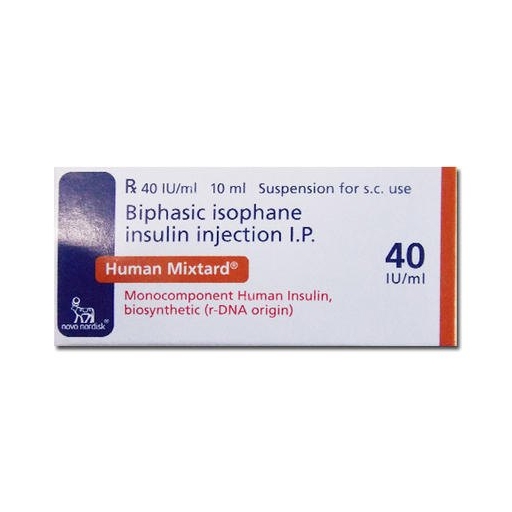 ℞ 40 IU/ml 10 ml Suspension for s.c. use
Biphasic isophane
insulin injection I.P.
40
IU/ml
Human Mixtard®
Monocomponent Human Insulin,
biosynthetic (r-DNA origin)
novo nordisk®